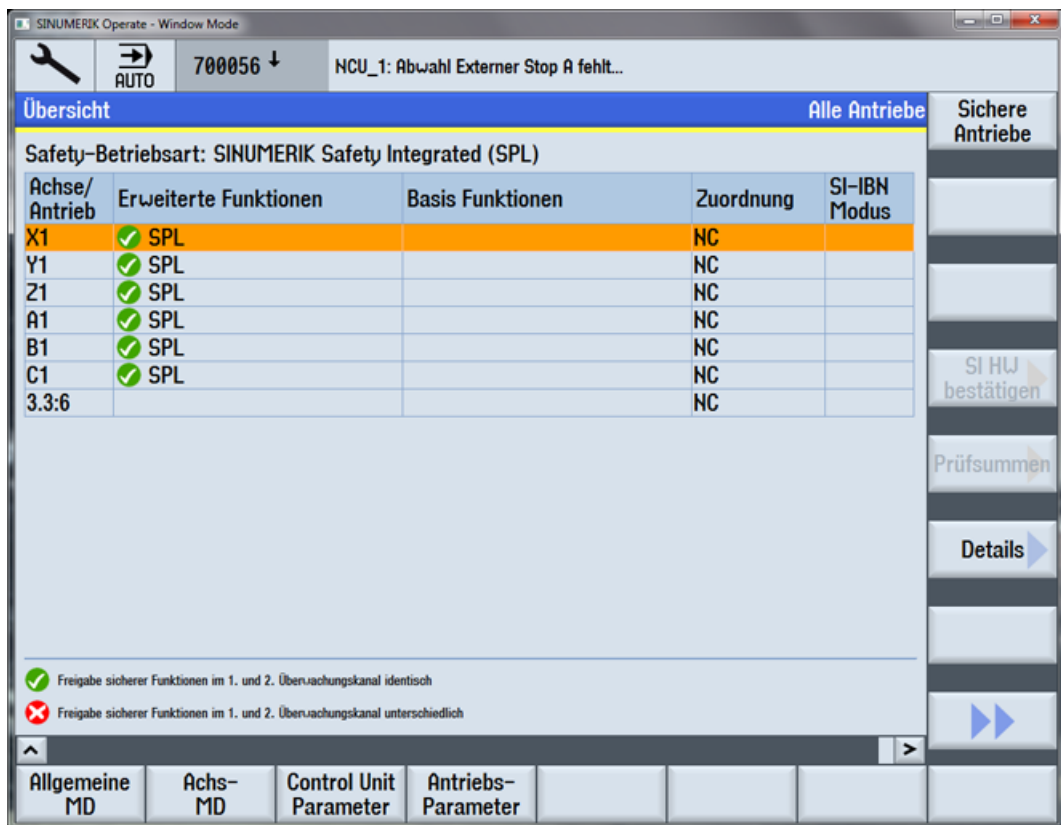 SINUMERIK Operate - Window Mode
AUTO
700056
NCU_1: Abwahl Externer Stop A fehlt...
Übersicht Alle Antriebe
Sichere
Antriebe
Safety-Betriebsart: SINUMERIK Safety Integrated (SPL)
Achse/
Antrieb Erweiterte Funktionen Basis Funktionen Zuordnung SI-IBN
Modus
X1 SPL NC
Y1 SPL NC
Z1 SPL NC
A1 SPL NC
B1 SPL NC
C1 SPL NC
3.3:6 NC
SI HW
bestätigen
Prüfsummen
Details
Freigabe sicherer Funktionen im 1. und 2. Überwachungskanal identisch
Freigabe sicherer Funktionen im 1. und 2. Überwachungskanal unterschiedlich
Allgemeine
MD
Achs-
MD
Control Unit
Parameter
Antriebs-
Parameter